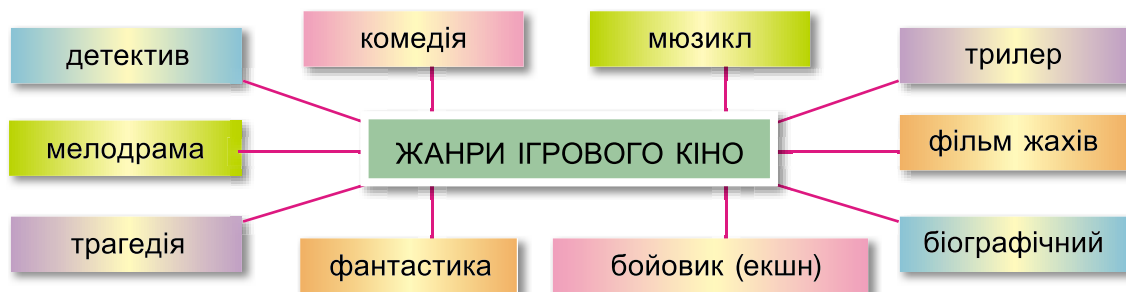 детектив
комедія
мюзикл
трилер
мелодрама
ЖАНРИ ІГРОВОГО КІНО
фільм жахів
трагедія
фантастика
бойовик (екшн)
біографічний